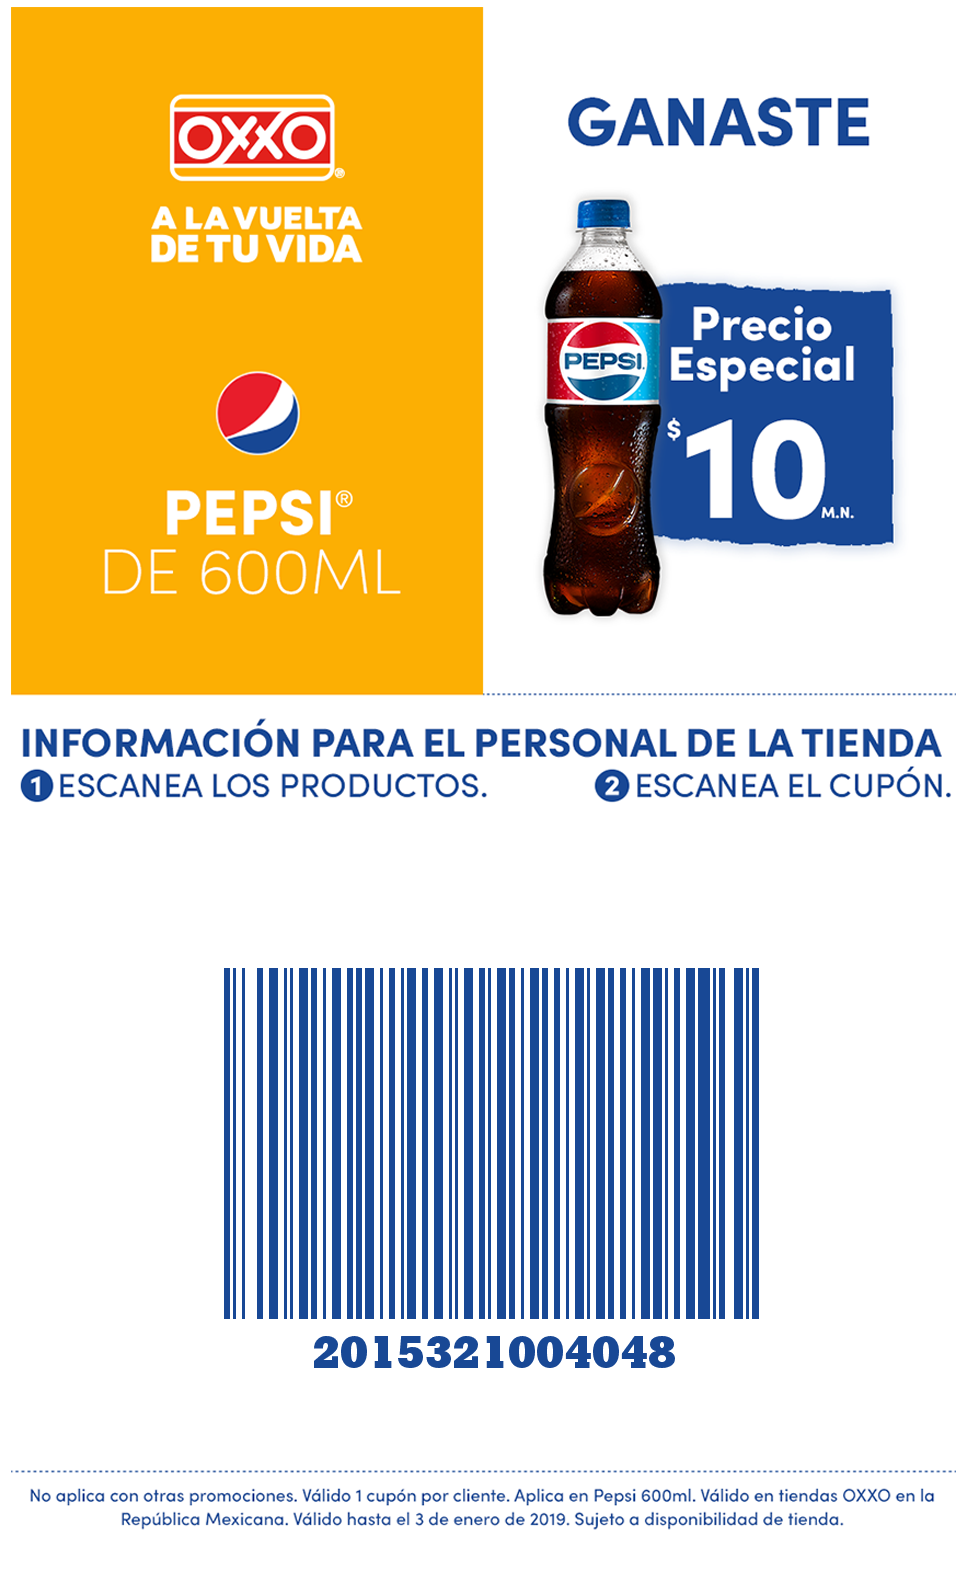 OXXO®
A LA VUELTA
DE TU VIDA
PEPSI®
DE 600ML
GANASTE
PEPSI.
Precio
Especial
$10 M.N.
INFORMACIÓN PARA EL PERSONAL DE LA TIENDA
1 ESCANEA LOS PRODUCTOS.
2 ESCANEA EL CUPÓN.
2015321004048
No aplica con otras promociones. Válido 1 cupón por cliente. Aplica en Pepsi 600ml. Válido en tiendas OXXO en la
República Mexicana. Válido hasta el 3 de enero de 2019. Sujeto a disponibilidad de tienda.